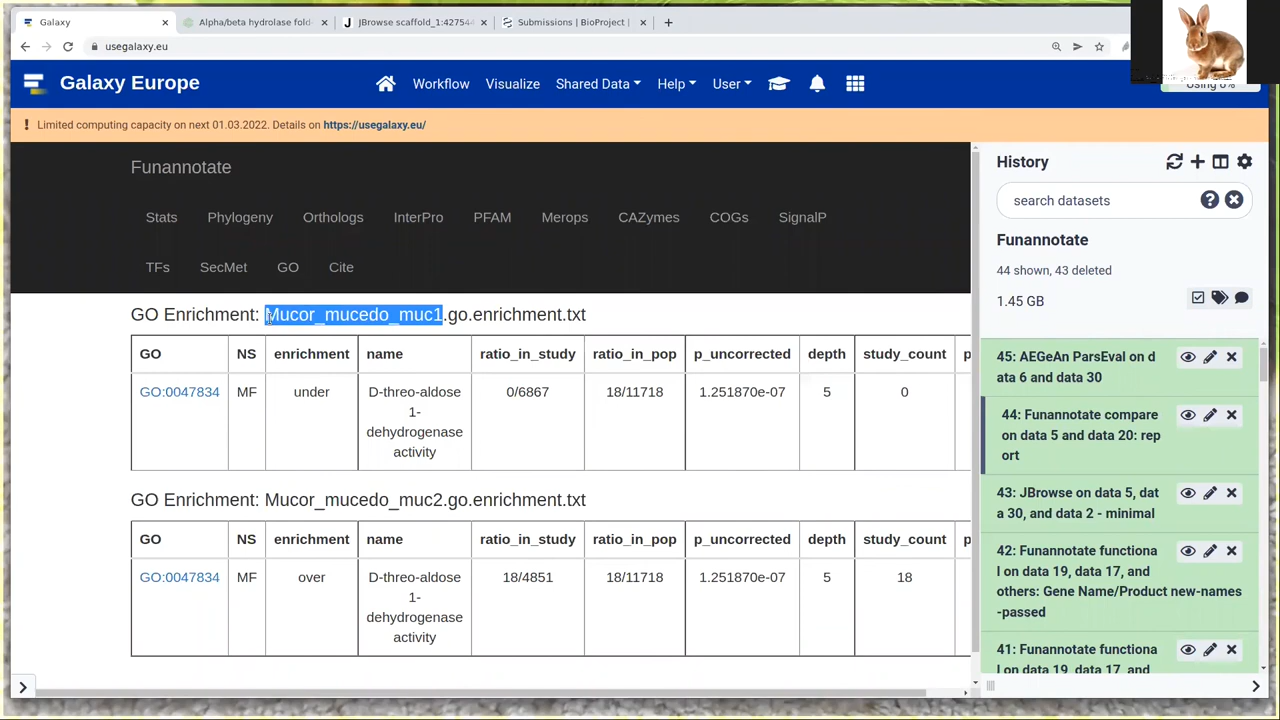 Galaxy
Alpha/beta hydrolase fold
JBrowse scaffold_1:42754
Submissions | BioProject |
usegalaxy.eu
Galaxy Europe
Workflow Visualize Shared Data Help User
Limited computing capacity on next 01.03.2022. Details on https://usegalaxy.eu/
Funannotate
Stats Phylogeny Orthologs InterPro PFAM Merops CAZymes COGs SignalP
TFs SecMet GO Cite
GO Enrichment: Mucor_mucedo_muc1.go.enrichment.txt
GO NS enrichment name ratio_in_study ratio_in_pop p_uncorrected depth study_count p
GO:0047834 MF under D-threo-aldose 0/6867 18/11718 1.251870e-07 5 0
1-
dehydrogenase
activity
GO Enrichment: Mucor_mucedo_muc2.go.enrichment.txt
GO NS enrichment name ratio_in_study ratio_in_pop p_uncorrected depth study_count p
GO:0047834 MF over D-threo-aldose 18/4851 18/11718 1.251870e-07 5 18
1-
dehydrogenase
activity
History
search datasets
Funannotate
44 shown, 43 deleted
1.45 GB
45: AEGeAn ParsEval on d
ata 6 and data 30
44: Funannotate compare
on data 5 and data 20: rep
ort
43: JBrowse on data 5, dat
a 30, and data 2 - minimal
42: Funannotate functiona
l on data 19, data 17, and
others: Gene Name/Product new-names
-passed
41: Funannotate functiona
l on data 19, data 17, and